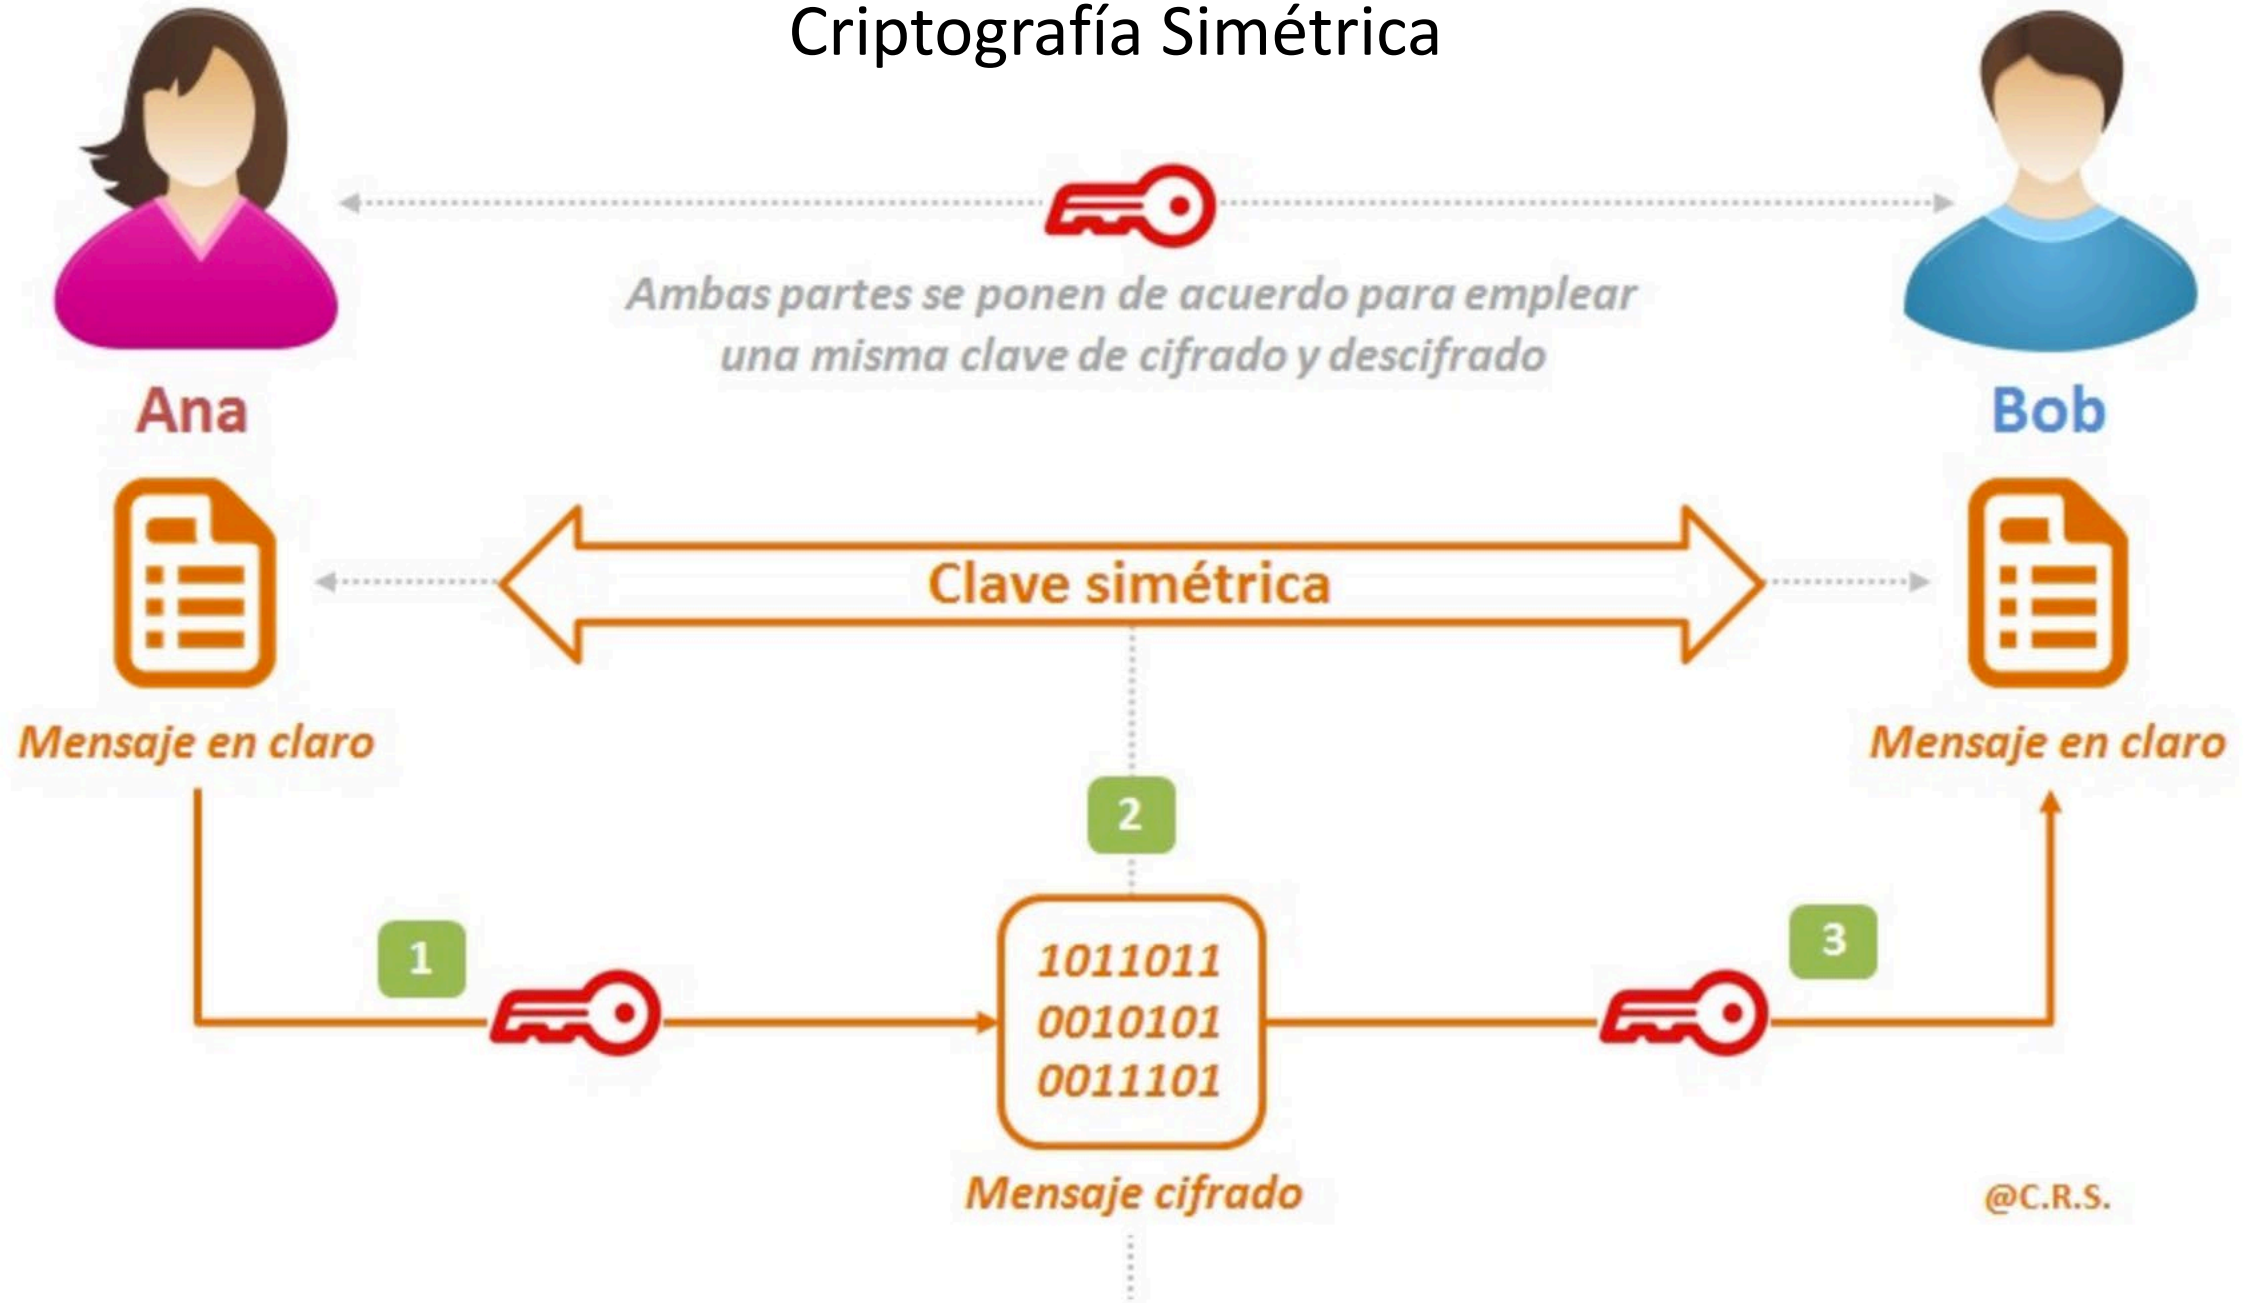 Criptografía Simétrica
Ambas partes se ponen de acuerdo para emplear
una misma clave de cifrado y descifrado
Ana
Bob
Clave simétrica
Mensaje en claro
Mensaje en claro
2
1
3
1011011
0010101
0011101
Mensaje cifrado
@C.R.S.